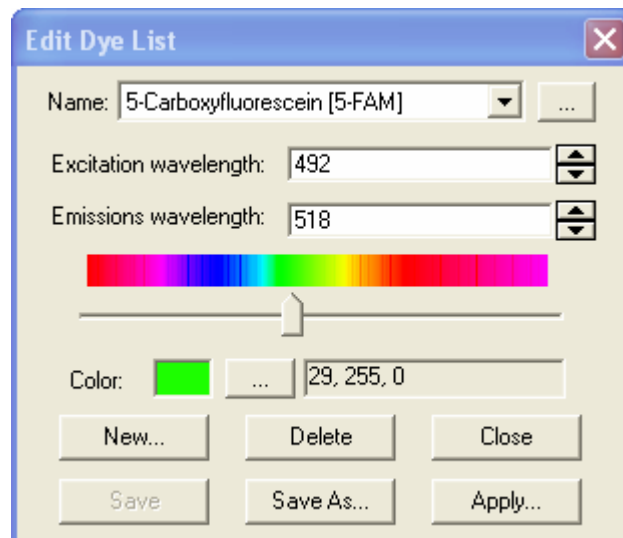 Edit Dye List
Name: 5-Carboxyfluorescein [5-FAM] ...
Excitation wavelength: 492
Emissions wavelength: 518
Color: ... 29, 255, 0
New... Delete Close
Save Save As... Apply...